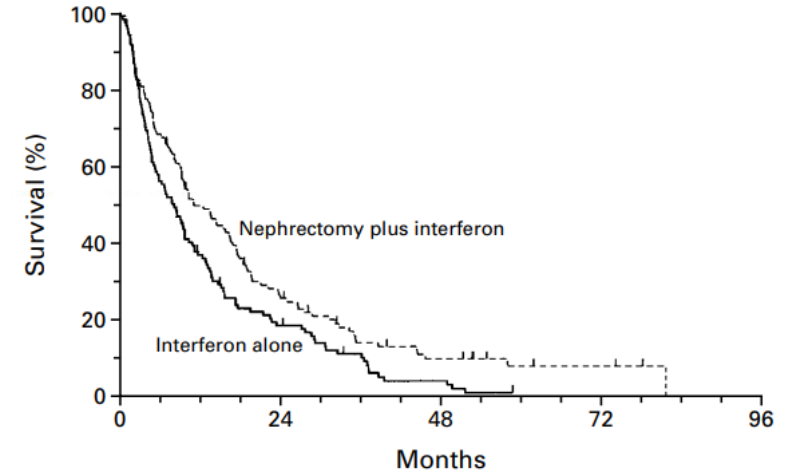 100
80
60
40
20
0
Survival (%)
Nephrectomy plus interferon
Interferon alone
0 24 48 72 96
Months